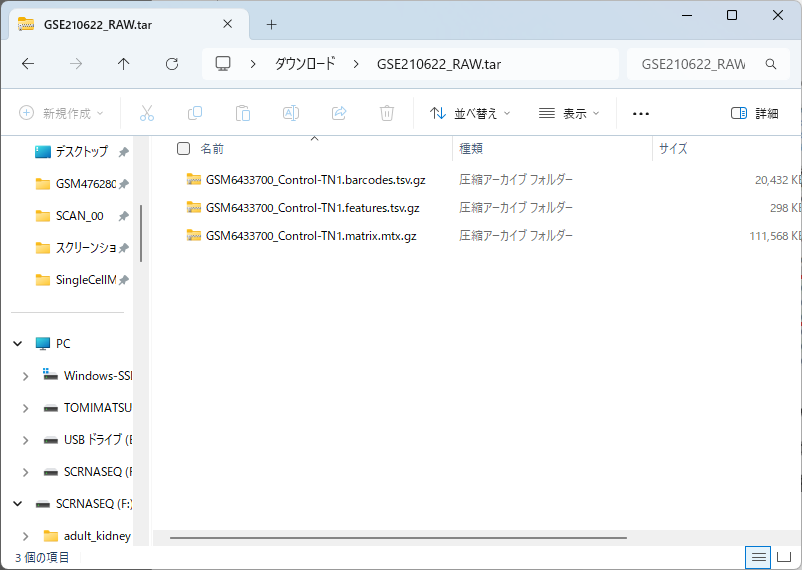 GSE210622_RAW.tar
ダウンロード
GSE210622_RAW.tar
GSE210622_RAW
新規作成
並べ替え
表示
詳細
デスクトップ
GSM476280
SCAN_00
スクリーンショ
SingleCellM
PC
Windows-SSI
TOMIMATSU
USB ドライブ (E
SCRNASEQ (F
SCRNASEQ (F:)
adult_kidney
名前 種類 サイズ
GSM6433700_Control-TN1.barcodes.tsv.gz 圧縮アーカイブ フォルダー 20,432 KB
GSM6433700_Control-TN1.features.tsv.gz 圧縮アーカイブ フォルダー 298 KB
GSM6433700_Control-TN1.matrix.mtx.gz 圧縮アーカイブ フォルダー 111,568 KB
3 個の項目